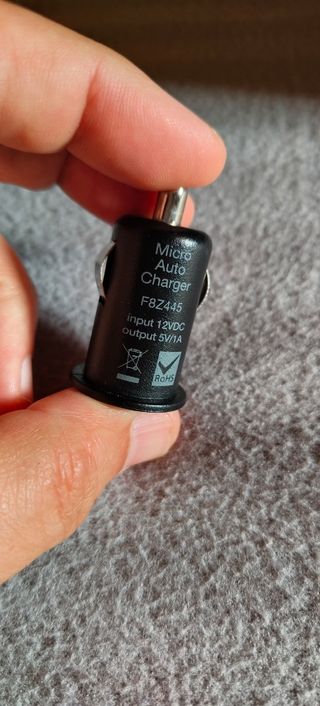 Micro
Auto
Charger
F8Z445
input 12VDC
output 5V/1A
RoHS